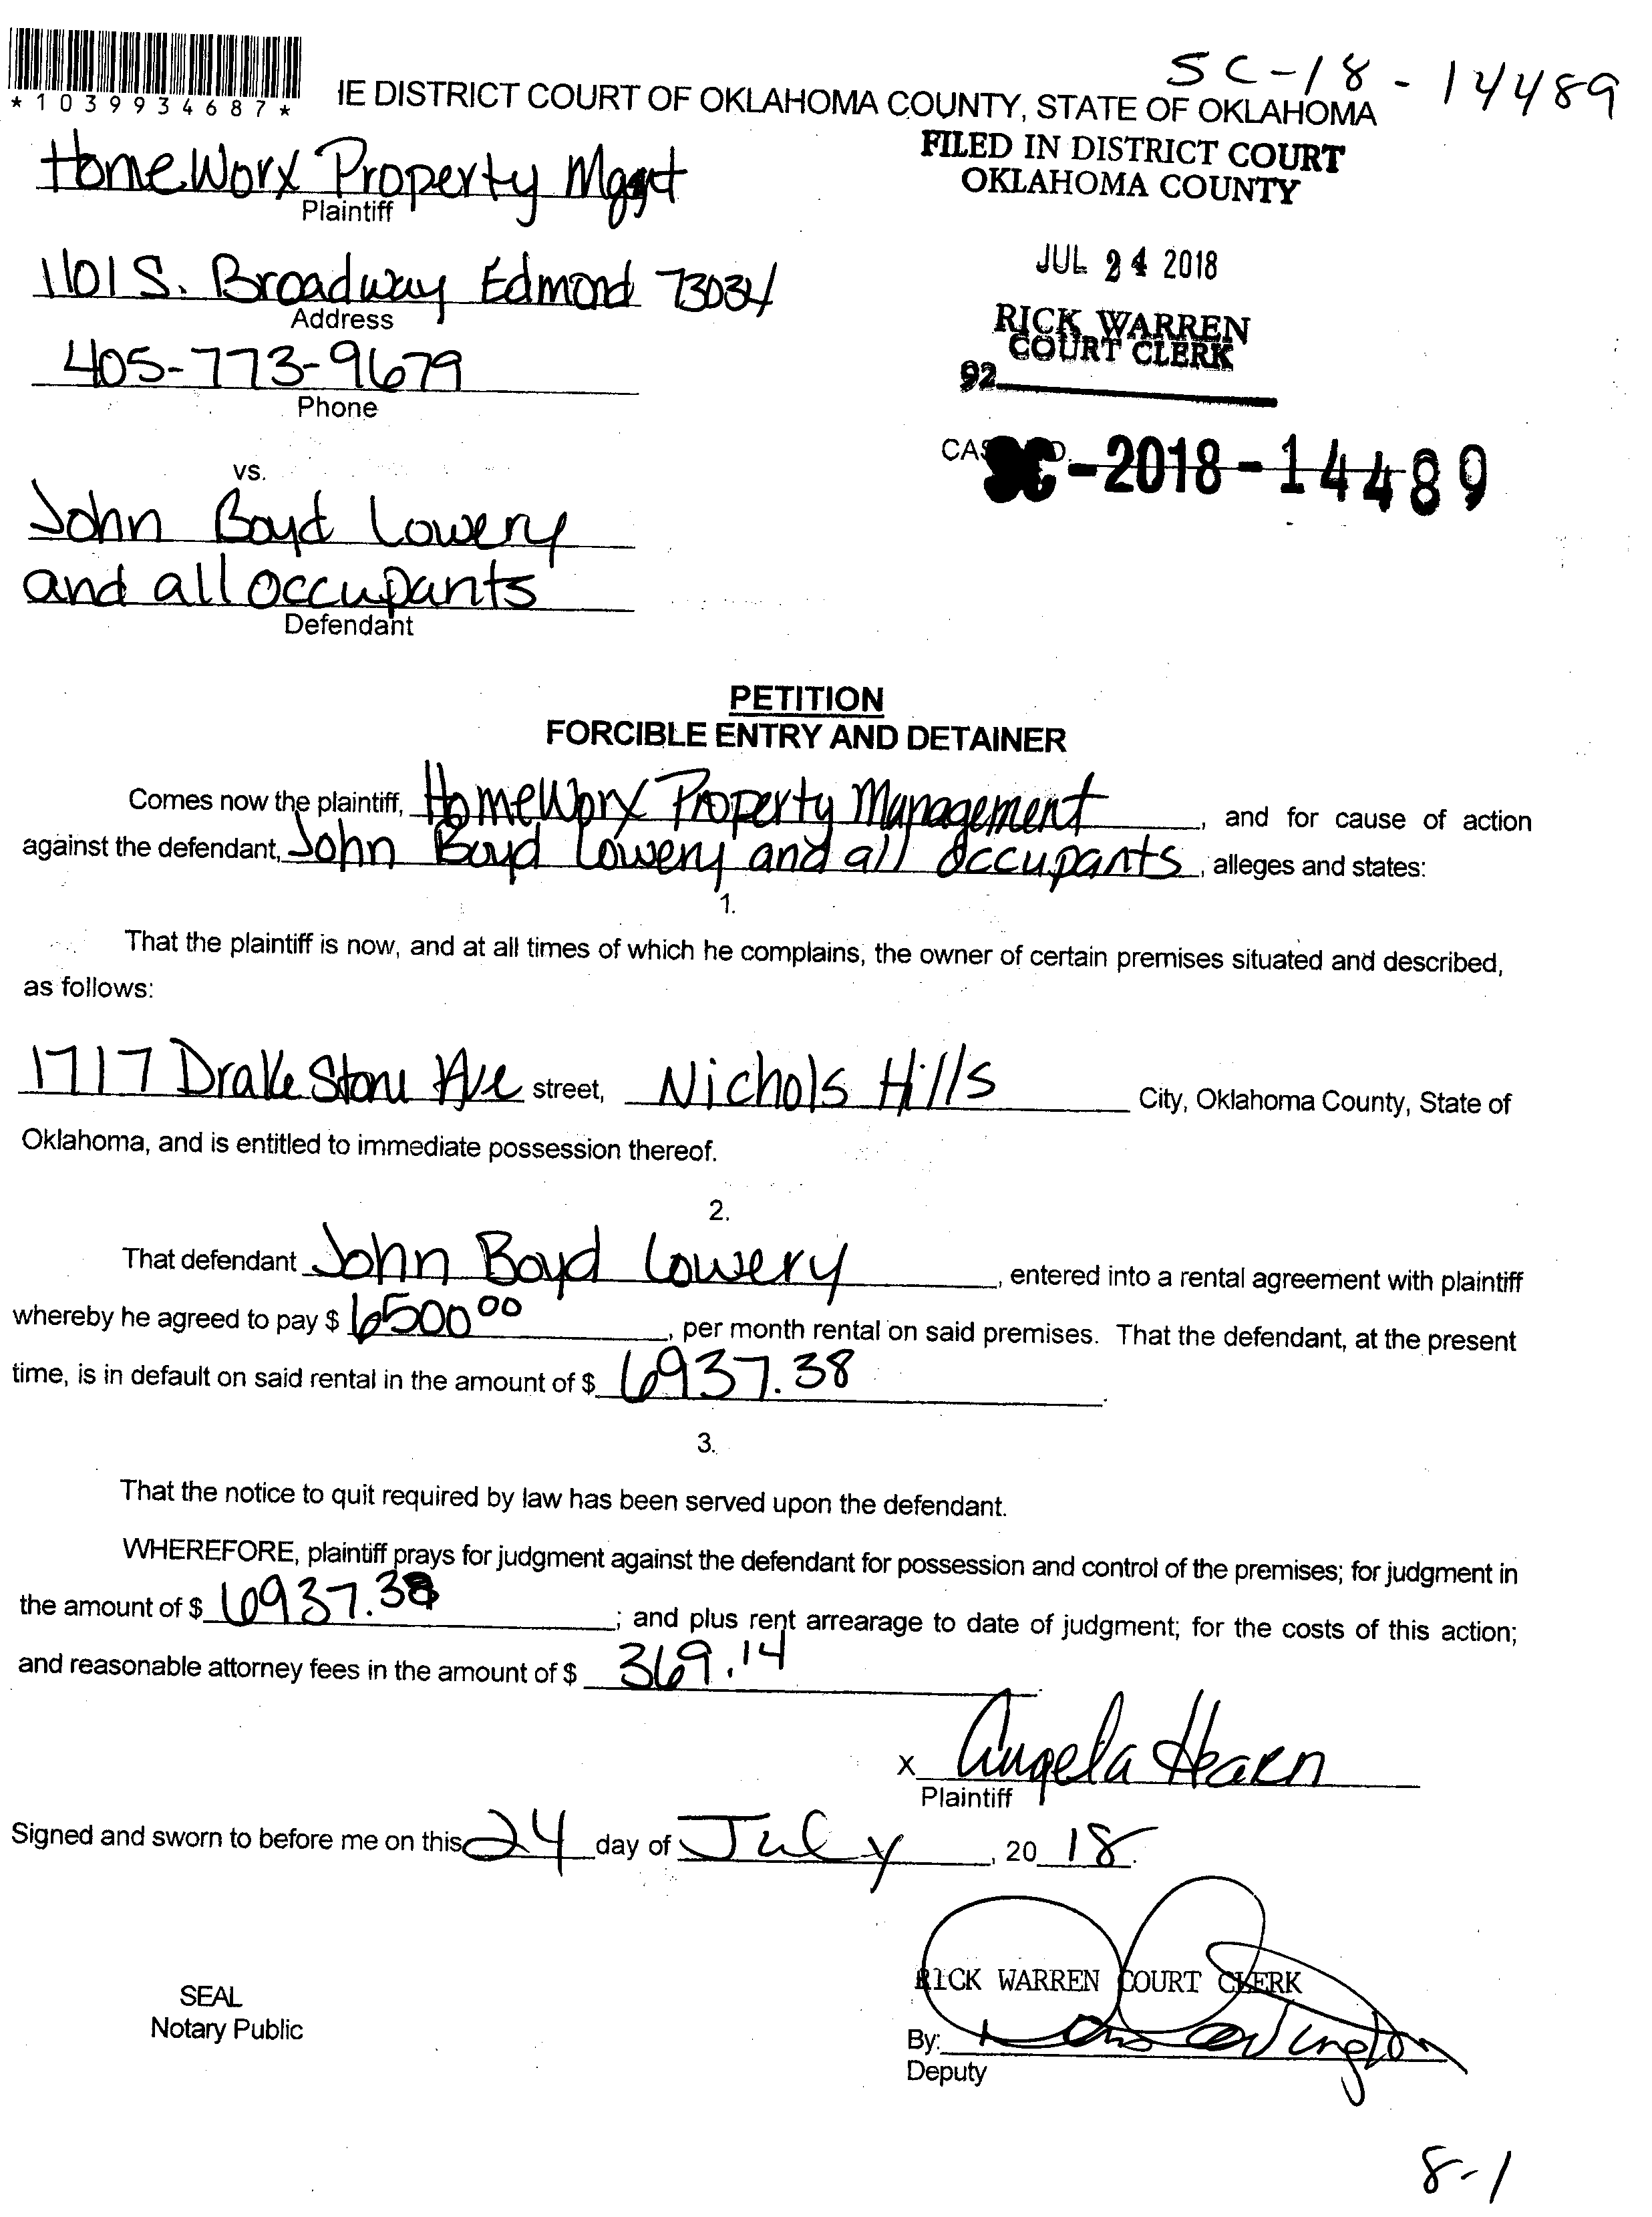 SC-18-14489
*1039934687*
IE DISTRICT COURT OF OKLAHOMA COUNTY, STATE OF OKLAHOMA
FILED IN DISTRICT COURT
OKLAHOMA COUNTY
HomeWorx Property Mgmt
Plaintiff
JUL 24 2018
1101 S. Broadway Edmond 73034
Address
RICK WARREN
COURT CLERK
405-773-9679
Phone
92
CAS
SC-2018-14489
vs.
John Boyd Lowery
and all occupants
Defendant
PETITION
FORCIBLE ENTRY AND DETAINER
Comes now the plaintiff, HomeWorx Property Management, and for cause of action
against the defendant, John Boyd Lowery and all occupants, alleges and states:
1.
That the plaintiff is now, and at all times of which he complains, the owner of certain premises situated and described,
as follows:
1717 Drakestone Ave street, Nichols Hills City, Oklahoma County, State of
Oklahoma, and is entitled to immediate possession thereof.
2.
That defendant John Boyd Lowery, entered into a rental agreement with plaintiff
whereby he agreed to pay $ 6500 00, per month rental on said premises. That the defendant, at the present
time, is in default on said rental in the amount of $ 6937.38.
3.
That the notice to quit required by law has been served upon the defendant.
WHEREFORE, plaintiff prays for judgment against the defendant for possession and control of the premises; for judgment in
the amount of $ 6937.38; and plus rent arrearage to date of judgment; for the costs of this action;
and reasonable attorney fees in the amount of $ 369.14.
x Angela Hearn
Plaintiff
Signed and sworn to before me on this 24 day of July, 20 18.
RICK WARREN COURT CLERK
SEAL
Notary Public
By:
Deputy
8-1